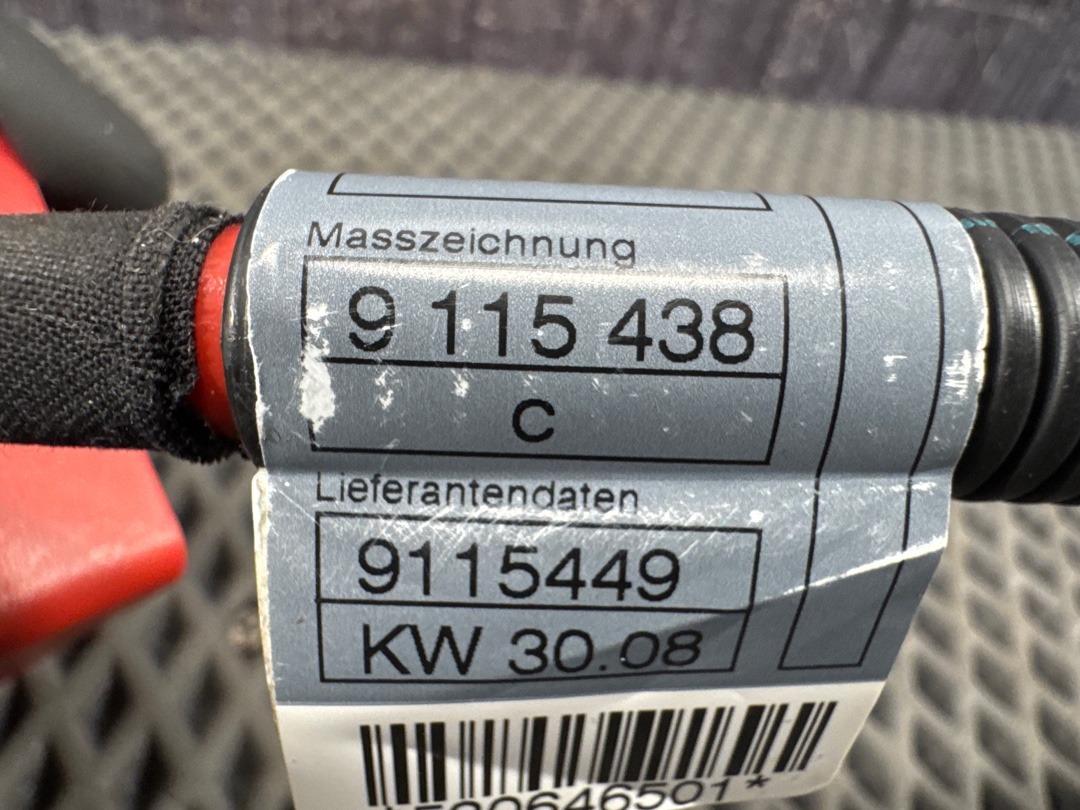 Masszeichnung
9 115 438
C
Lieferantendaten
9115449
KW 30.08